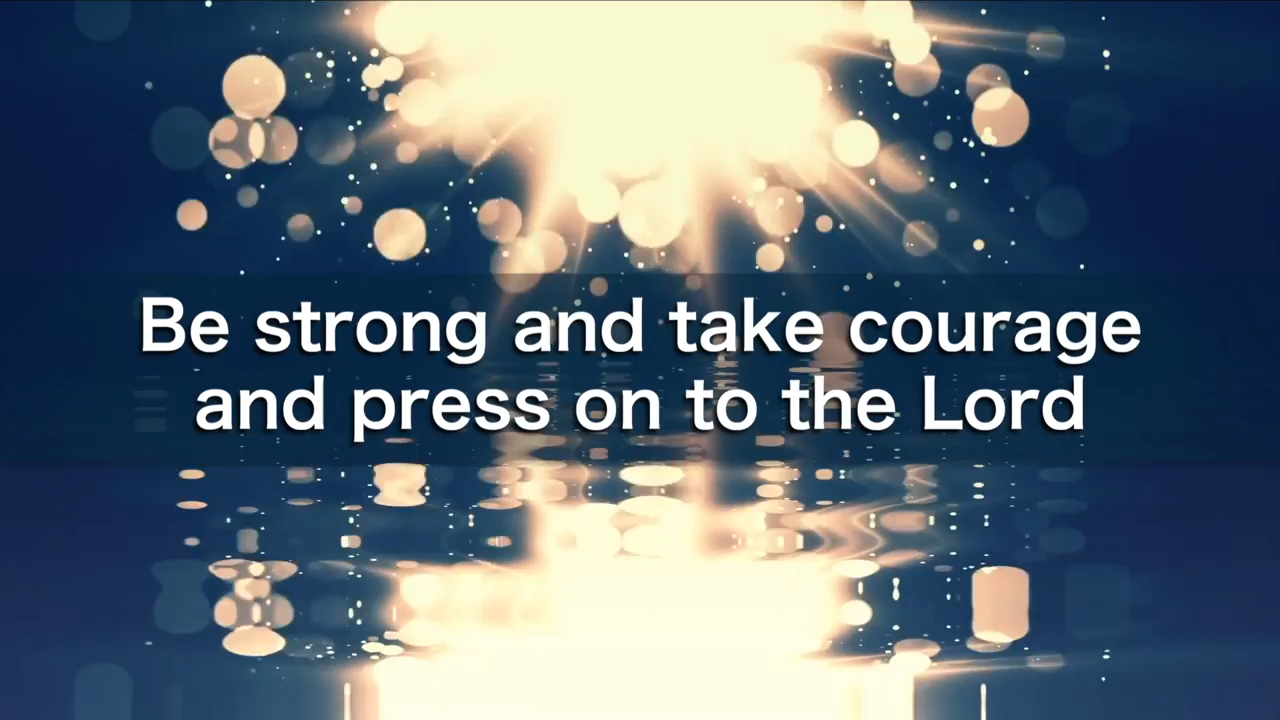 Be strong and take courage
and press on to the Lord